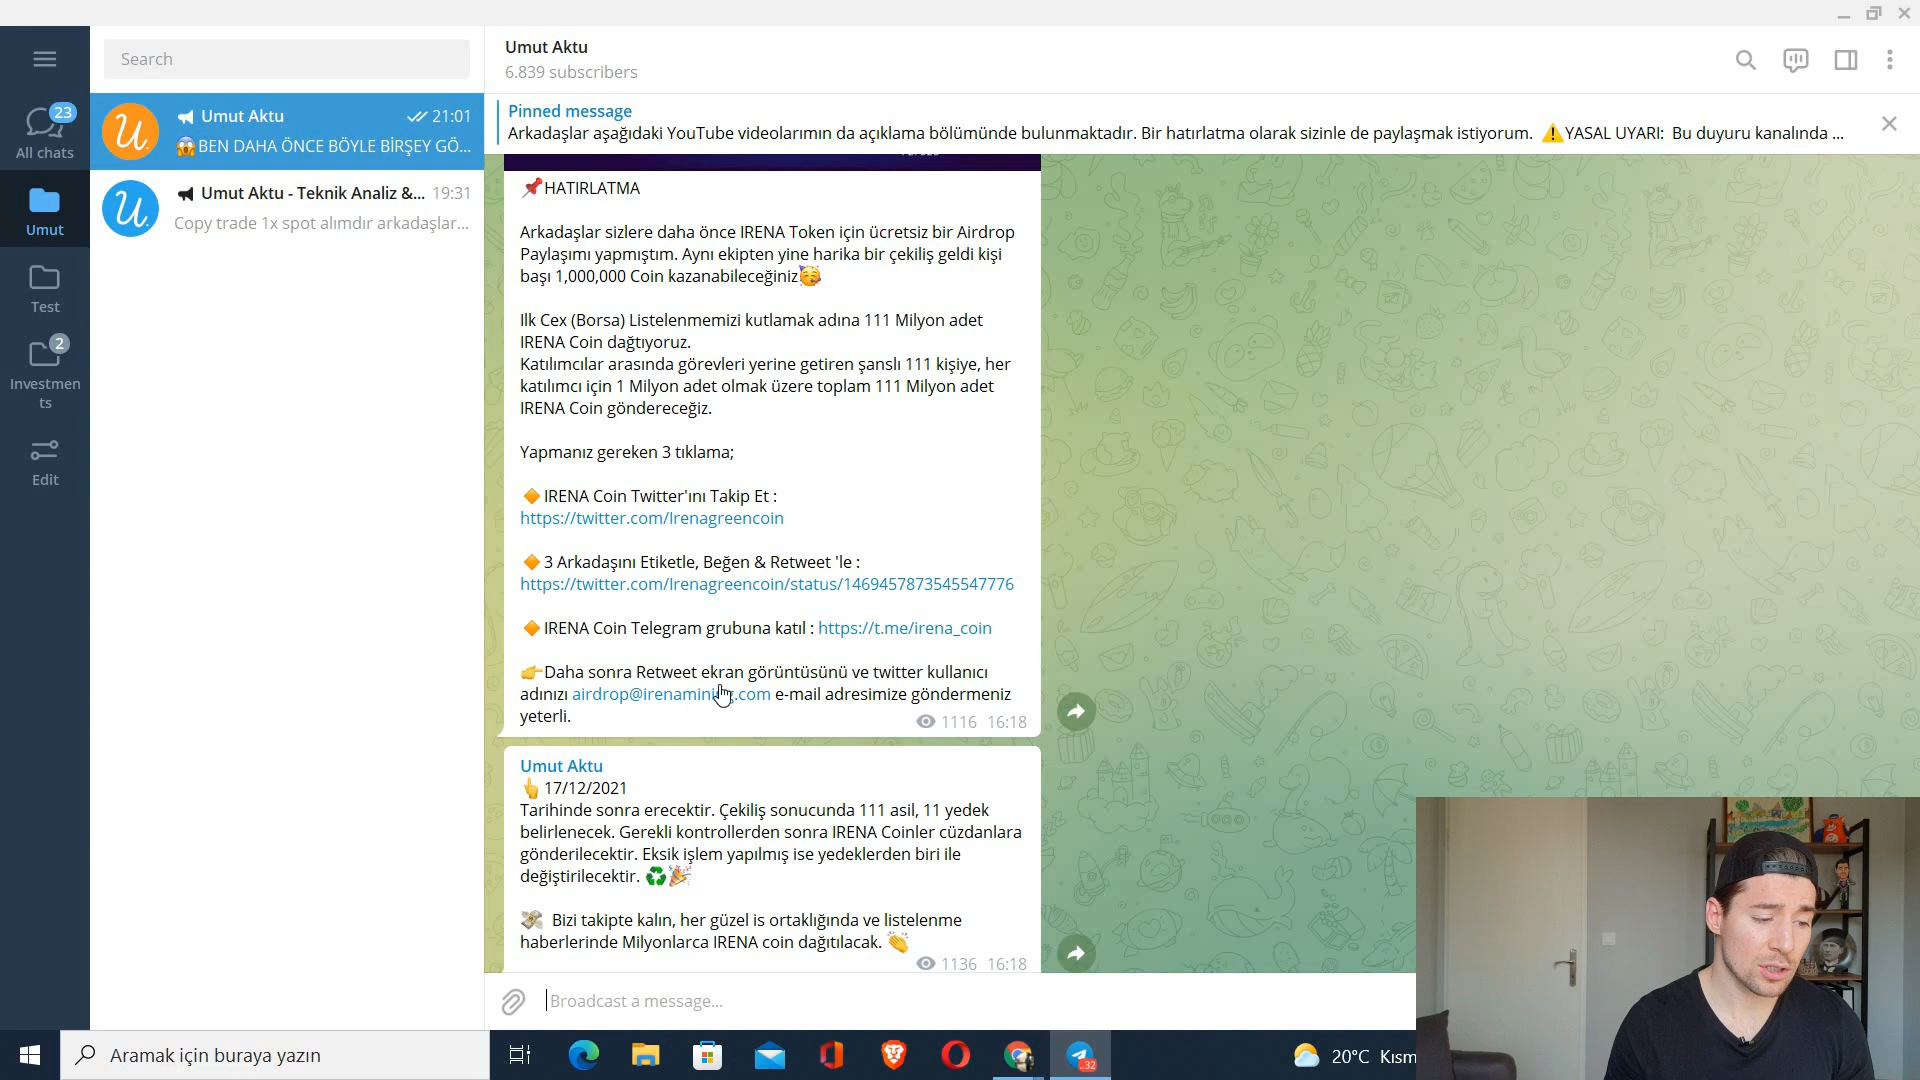 Search
23
All chats
Umut
Test
2
Investmen
ts
Edit
Umut Aktu
21:01
BEN DAHA ÖNCE BÖYLE BİRŞEY GÖ...
Umut Aktu - Teknik Analiz &...
19:31
Copy trade 1x spot alımdır arkadaşlar...
Umut Aktu
6.839 subscribers
Pinned message
Arkadaşlar aşağıdaki YouTube videolarımın da açıklama bölümünde bulunmaktadır. Bir hatırlatma olarak sizinle de paylaşmak istiyorum. ⚠️YASAL UYARI: Bu duyuru kanalında ...
📌HATIRLATMA
Arkadaşlar sizlere daha önce IRENA Token için ücretsiz bir Airdrop
Paylaşımı yapmıştım. Aynı ekipten yine harika bir çekiliş geldi kişi
başı 1,000,000 Coin kazanabileceğiniz🥳
Ilk Cex (Borsa) Listelenmemizi kutlamak adına 111 Milyon adet
IRENA Coin dağtıyoruz.
Katılımcılar arasında görevleri yerine getiren şanslı 111 kişiye, her
katılımcı için 1 Milyon adet olmak üzere toplam 111 Milyon adet
IRENA Coin göndereceğiz.
Yapmanız gereken 3 tıklama;
🔶IRENA Coin Twitter'ını Takip Et :
https://twitter.com/Irenagreencoin
🔶3 Arkadaşını Etiketle, Beğen & Retweet 'le :
https://twitter.com/Irenagreencoin/status/1469457873545547776
🔶IRENA Coin Telegram grubuna katıl : https://t.me/irena_coin
👉Daha sonra Retweet ekran görüntüsünü ve twitter kullanıcı
adınızı airdrop@irenamining.com e-mail adresimize göndermeniz
yeterli.
1116 16:18
Umut Aktu
👆17/12/2021
Tarihinde sonra erecektir. Çekiliş sonucunda 111 asil, 11 yedek
belirlenecek. Gerekli kontrollerden sonra IRENA Coinler cüzdanlara
gönderilecektir. Eksik işlem yapılmış ise yedeklerden biri ile
değiştirilecektir. ♻️🎉
💸 Bizi takipte kalın, her güzel is ortaklığında ve listelenme
haberlerinde Milyonlarca IRENA coin dağıtılacak. 👏
1136 16:18
Broadcast a message...
Aramak için buraya yazın
..32
20°C Kısm